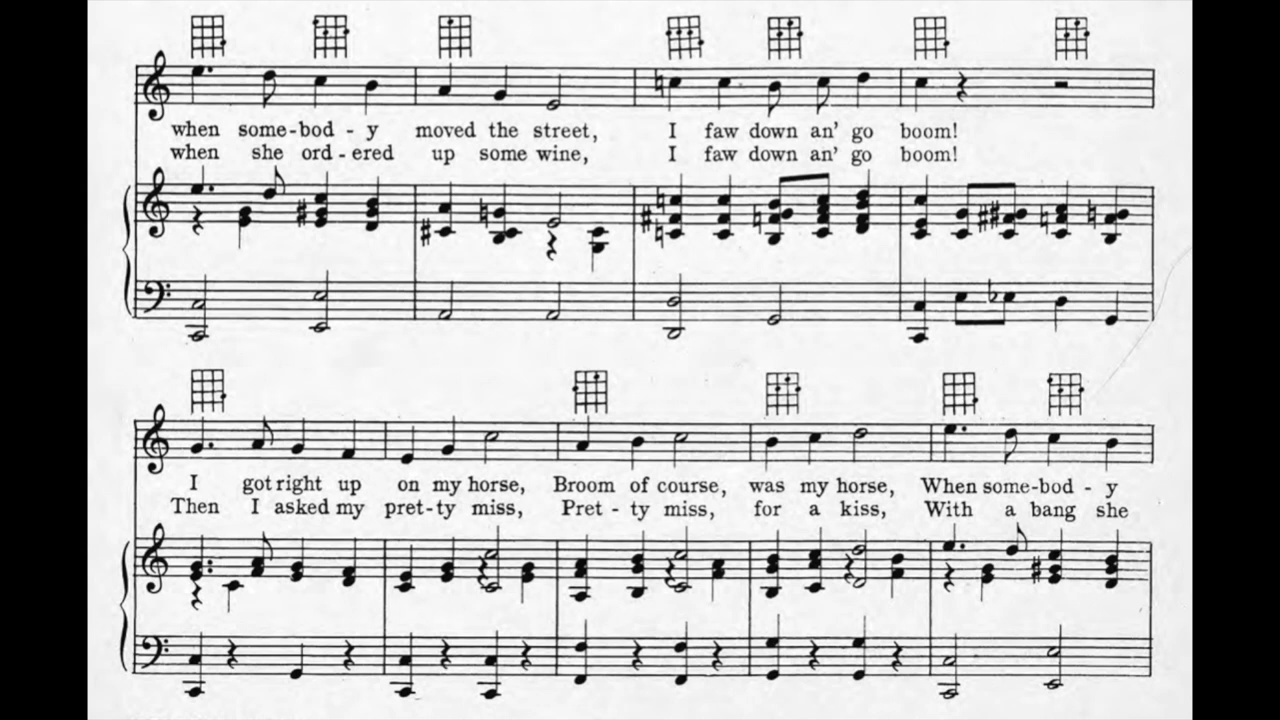 when some-bod - y moved the street, I faw down an' go boom!
when she ord - ered up some wine, I faw down an' go boom!
I got right up on my horse, Broom of course, was my horse, When some-bod - y
Then I asked my pret-ty miss, Pret - ty miss, for a kiss, With a bang she